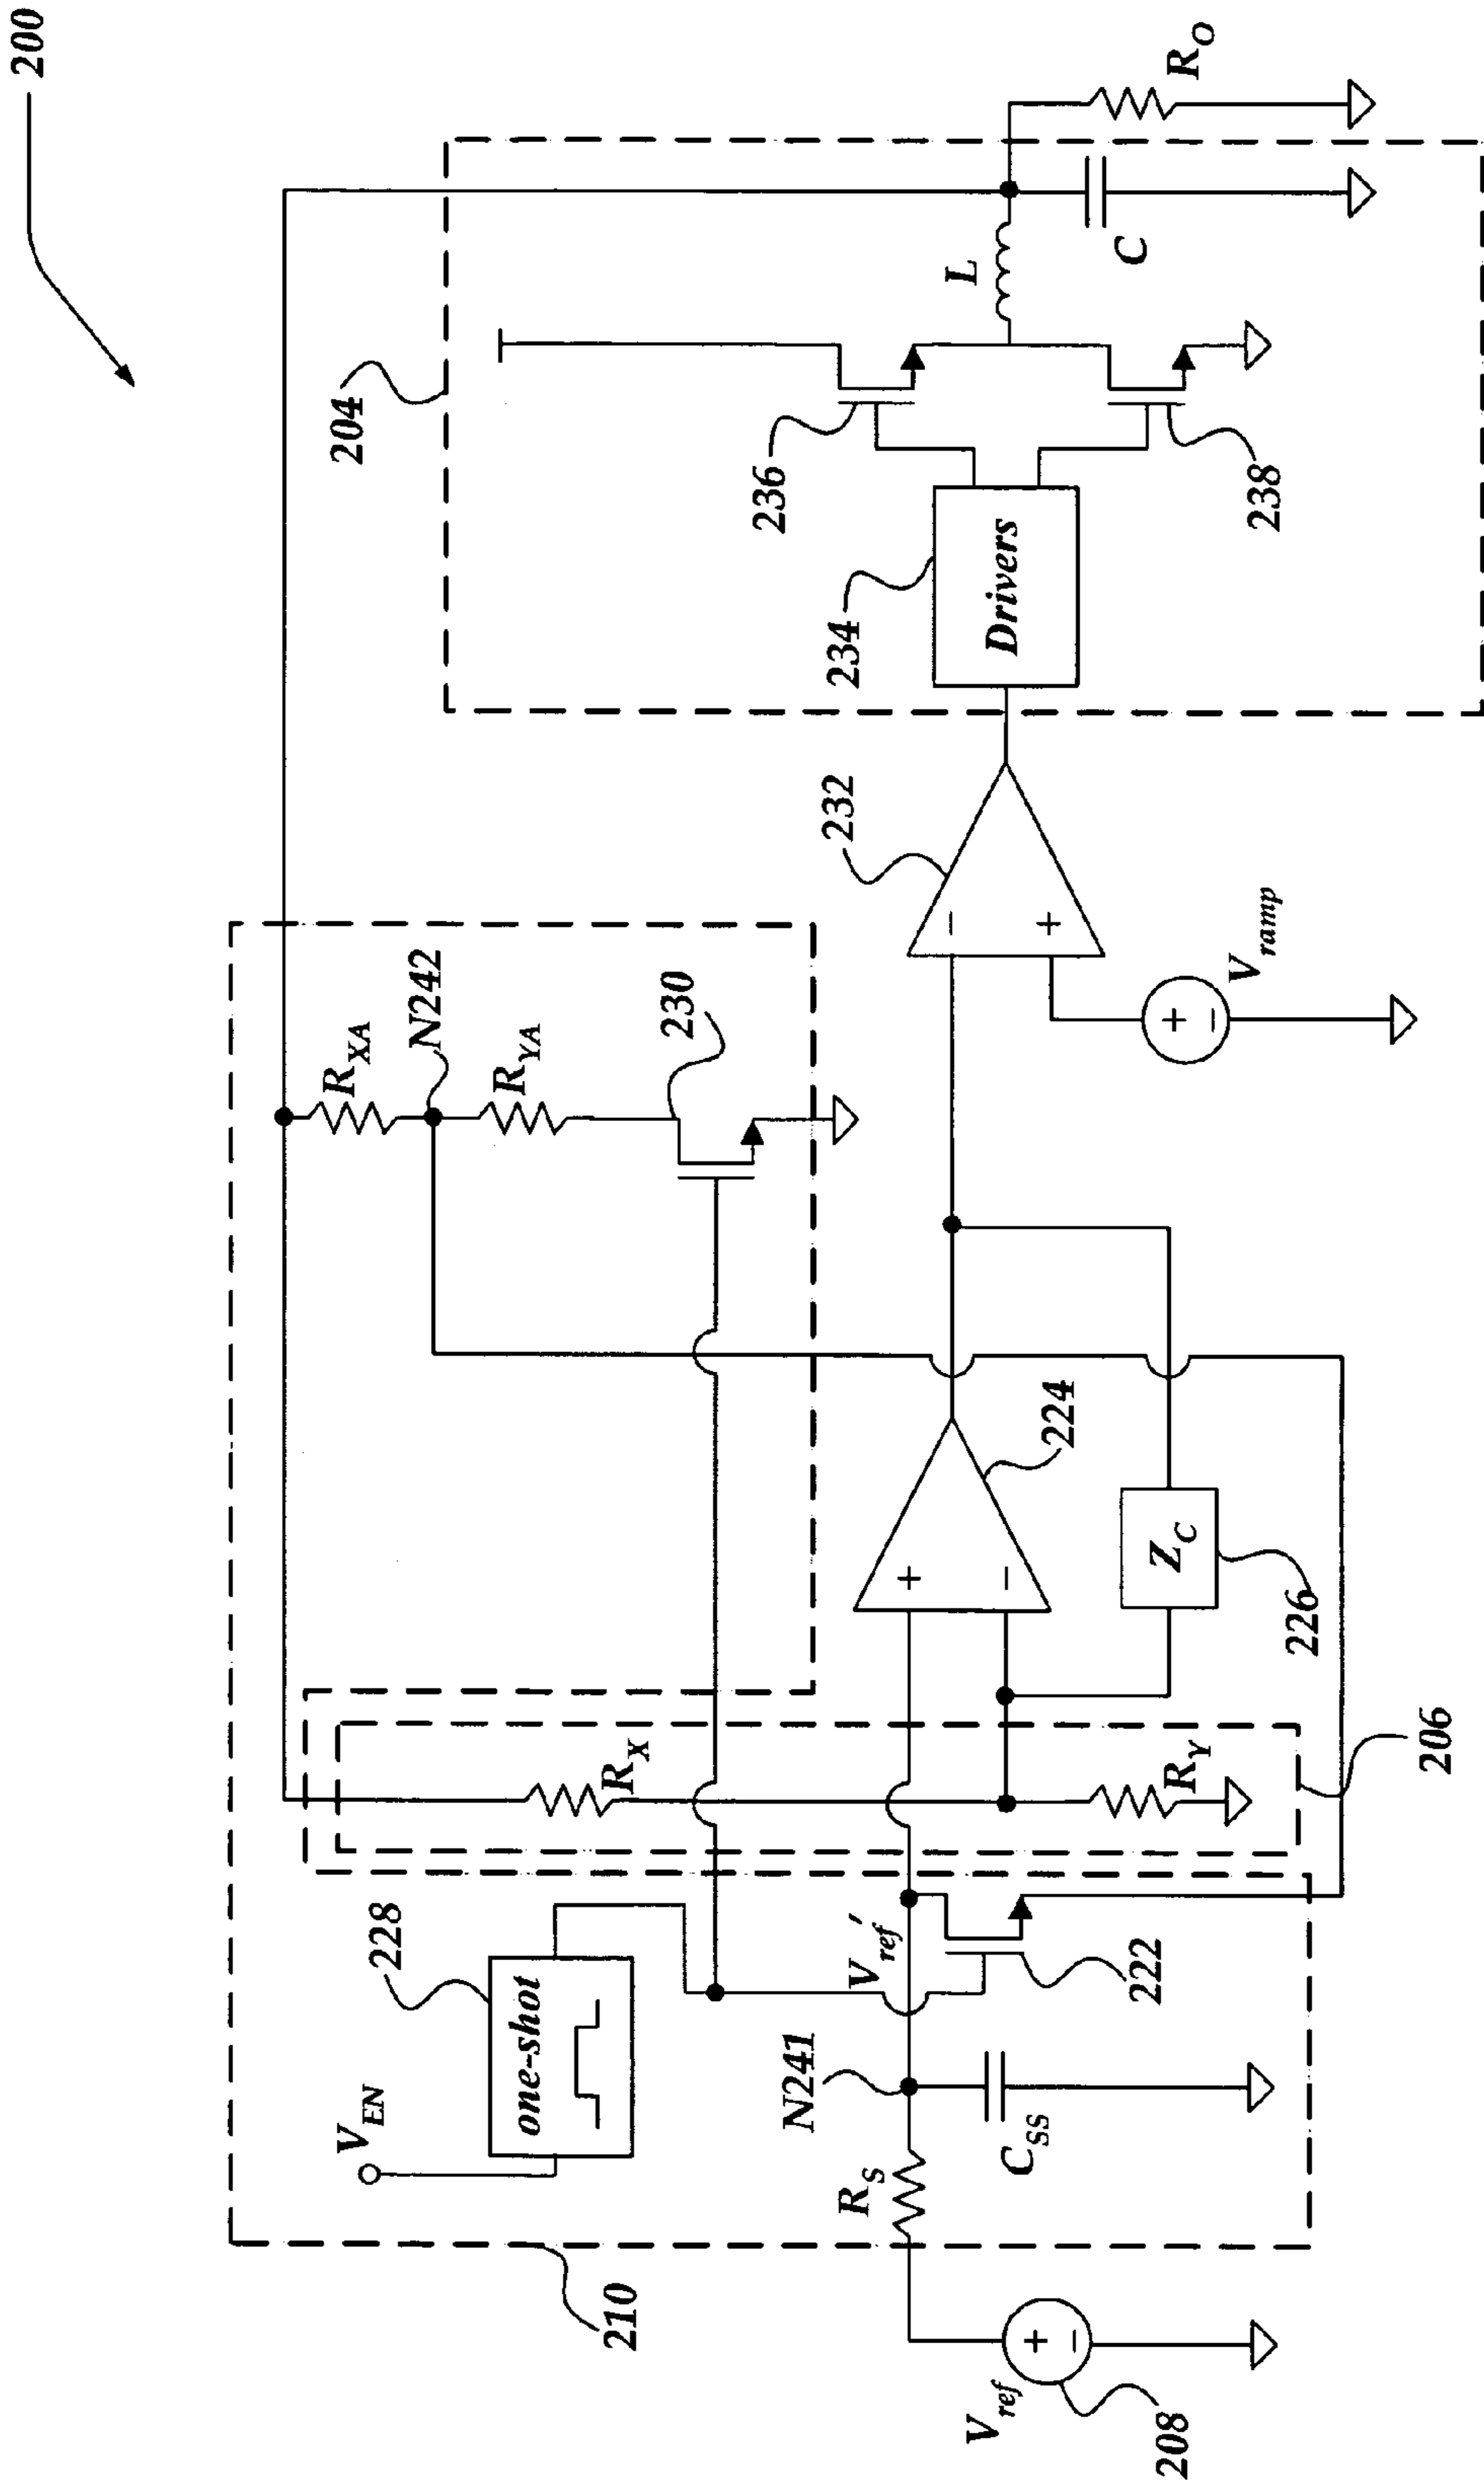 200
204
R_XA
N242
R_YA
230
236
L
C
R_O
234
Drivers
238
232
−
+
V_ramp
+
−
V_EN
228
one-shot
R_X
R_Y
206
+
−
224
Z_C
226
210
R_S
N241
V_ref'
C_SS
222
V_ref
+
−
208